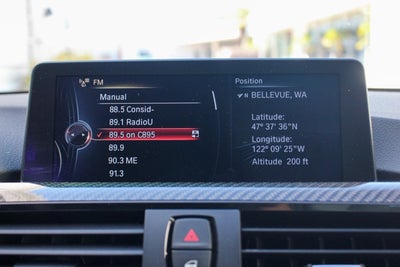 FM
Manual
88.5 Consid-
89.1 RadioU
✓ 89.5 on C895
89.9
90.3 ME
91.3
Position
N BELLEVUE, WA
Latitude:
47° 37' 36"N
Longitude:
122° 09' 25"W
Altitude 200 ft